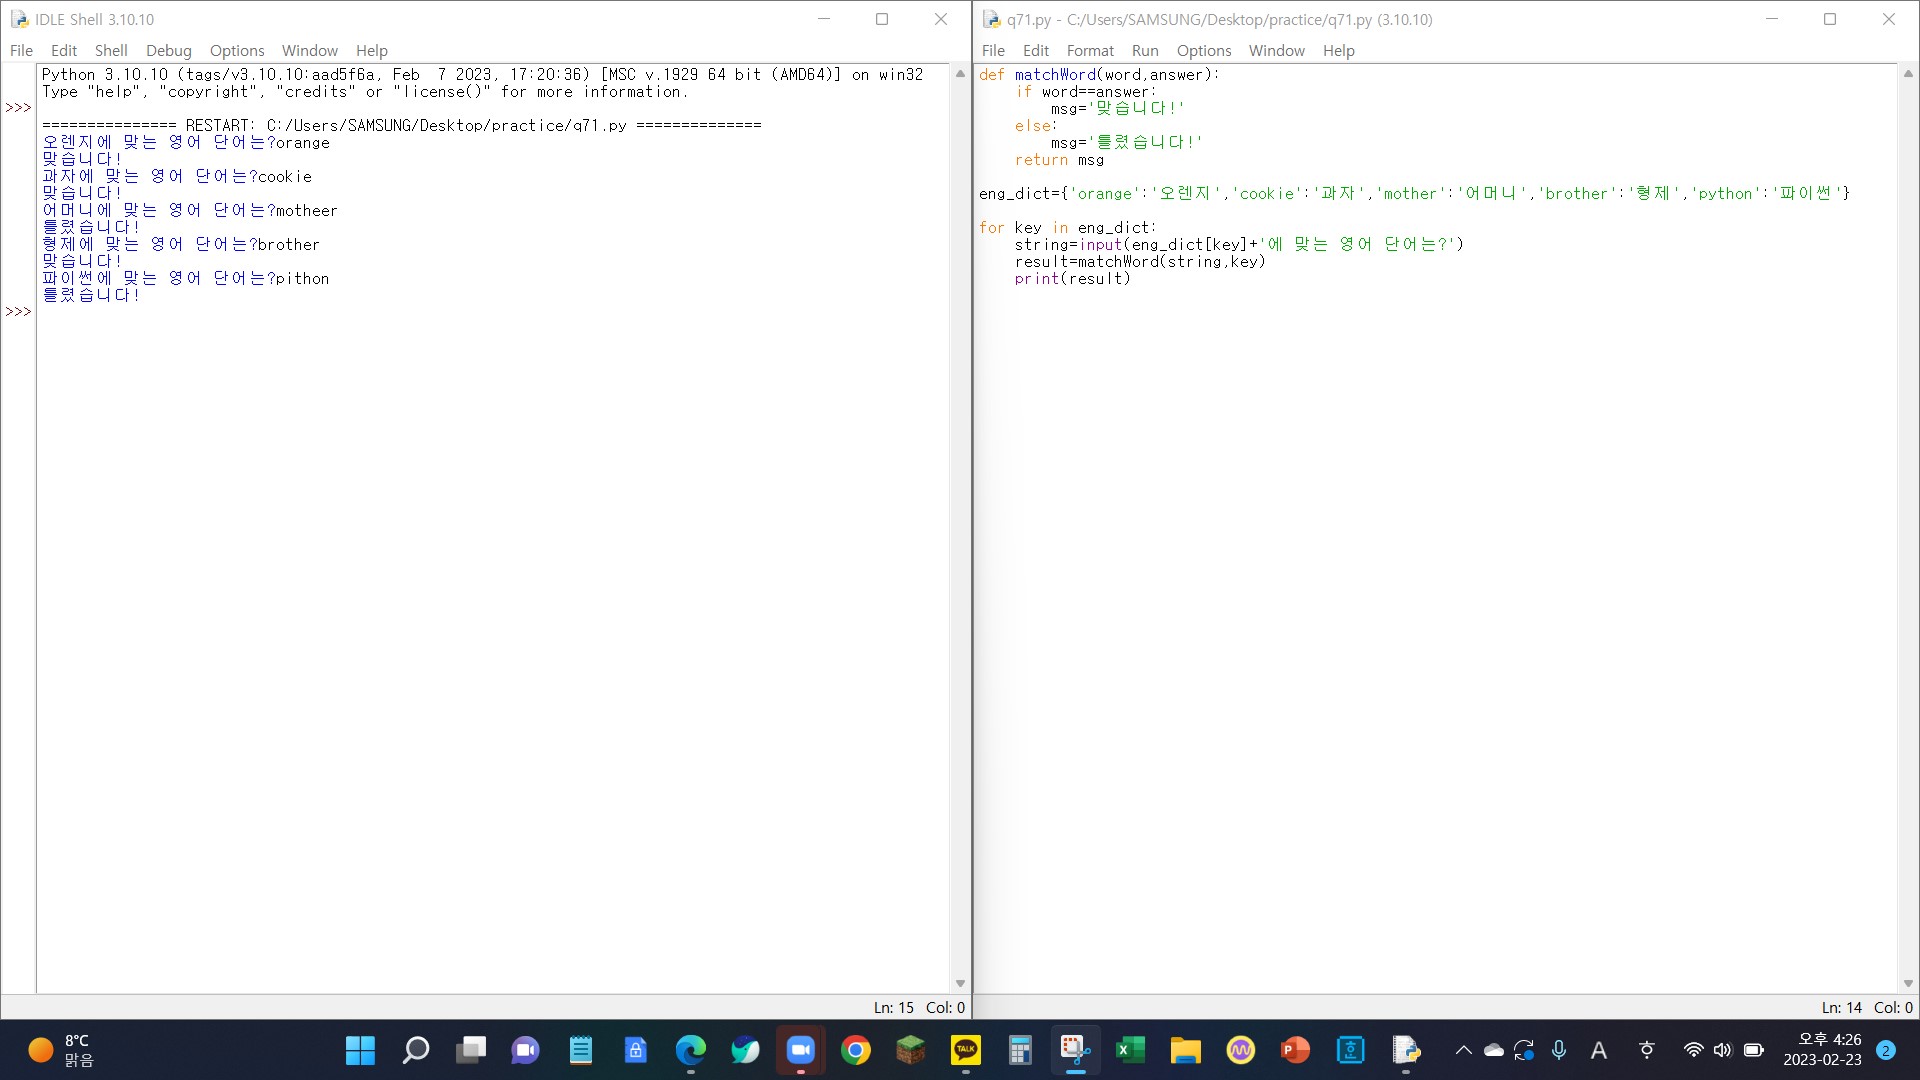 IDLE Shell 3.10.10
File Edit Shell Debug Options Window Help
Python 3.10.10 (tags/v3.10.10:aad5f6a, Feb  7 2023, 17:20:36) [MSC v.1929 64 bit (AMD64)] on win32
Type "help", "copyright", "credits" or "license()" for more information.
>>>
=============== RESTART: C:/Users/SAMSUNG/Desktop/practice/q71.py ==============
오렌지에 맞는 영어 단어는?orange
맞습니다!
과자에 맞는 영어 단어는?cookie
맞습니다!
어머니에 맞는 영어 단어는?motheer
틀렸습니다!
형제에 맞는 영어 단어는?brother
맞습니다!
파이썬에 맞는 영어 단어는?pithon
틀렸습니다!
>>>
Ln: 15 Col: 0
q71.py - C:/Users/SAMSUNG/Desktop/practice/q71.py (3.10.10)
File Edit Format Run Options Window Help
def matchWord(word,answer):
    if word==answer:
        msg='맞습니다!'
    else:
        msg='틀렸습니다!'
    return msg
eng_dict={'orange':'오렌지','cookie':'과자','mother':'어머니','brother':'형제','python':'파이썬'}
for key in eng_dict:
    string=input(eng_dict[key]+'에 맞는 영어 단어는?')
    result=matchWord(string,key)
    print(result)
Ln: 14 Col: 0
8°C
맑음
TALK
A
오후 4:26
2023-02-23
2